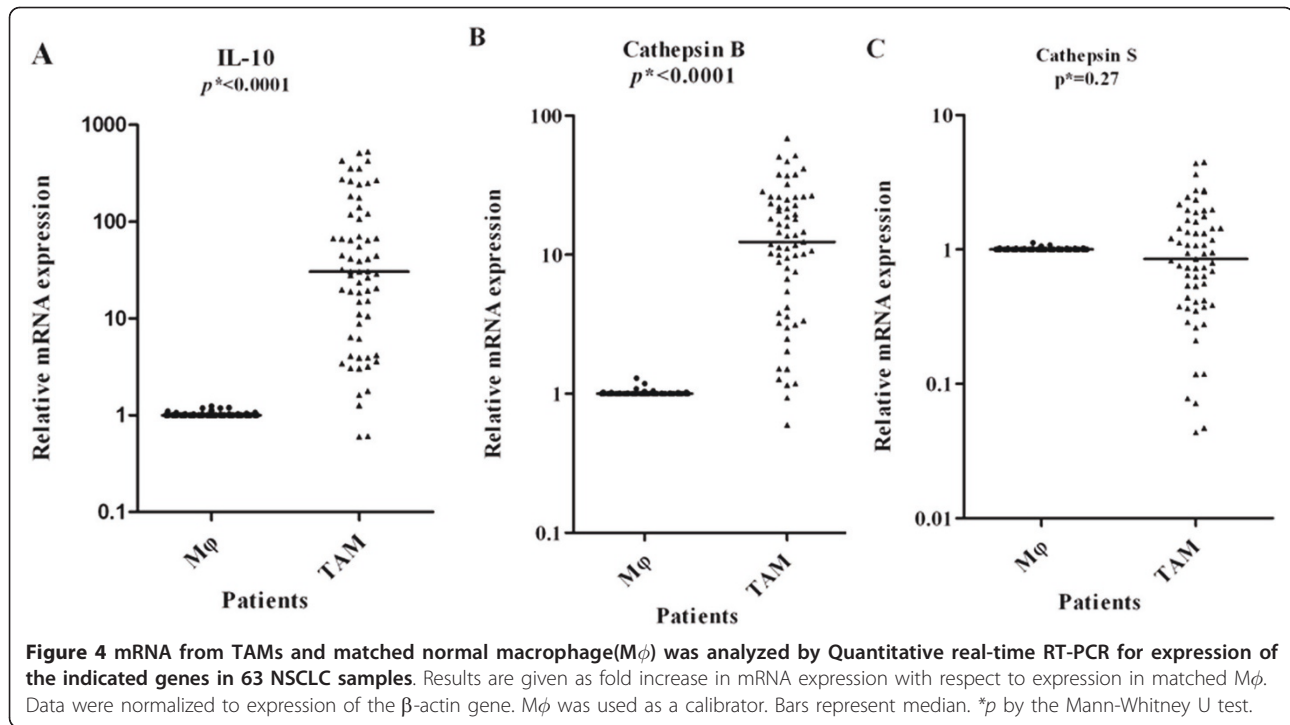 A
IL-10
p*<0.0001
Relative mRNA expression
1000
100
10
1
0.1
Mφ
TAM
Patients
B
Cathepsin B
p*<0.0001
Relative mRNA expression
100
10
1
0.1
Mφ
TAM
Patients
C
Cathepsin S
p*=0.27
Relative mRNA expression
10
1
0.1
0.01
Mφ
TAM
Patients
Figure 4 mRNA from TAMs and matched normal macrophage(Mϕ) was analyzed by Quantitative real-time RT-PCR for expression of
the indicated genes in 63 NSCLC samples. Results are given as fold increase in mRNA expression with respect to expression in matched Mϕ.
Data were normalized to expression of the β-actin gene. Mϕ was used as a calibrator. Bars represent median. *p by the Mann-Whitney U test.